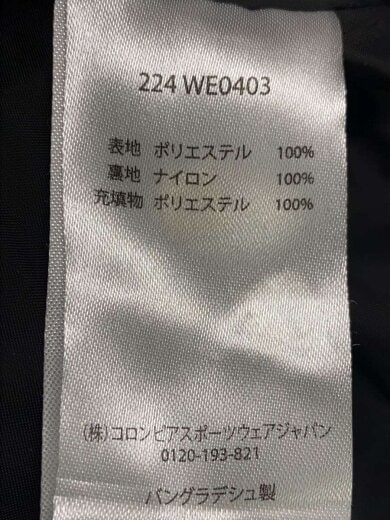 224 WE0403
表地 ポリエステル 100%
裏地 ナイロン 100%
充填物 ポリエステル 100%
(株)コロンビアスポーツウェアジャパン
0120-193-821
バングラデシュ製